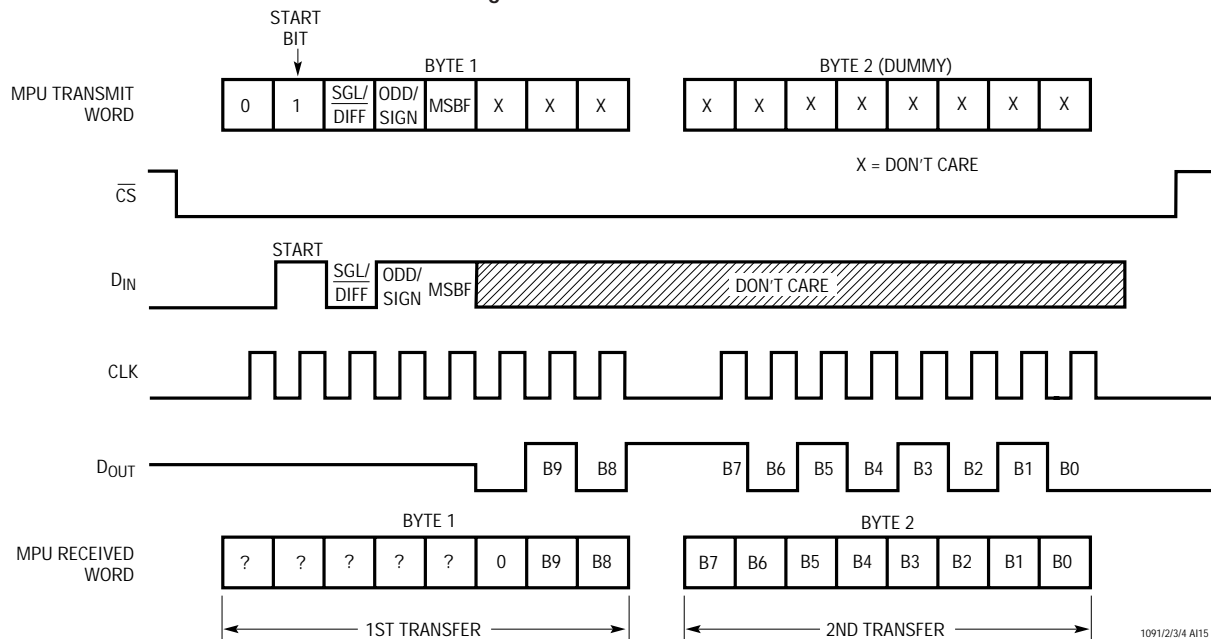 START
BIT
BYTE 1
BYTE 2 (DUMMY)
MPU TRANSMIT
WORD
0 1 SGL/
DIFF ODD/
SIGN MSBF X X X
X X X X X X X X
X = DON'T CARE
CS
START
DIN
SGL/
DIFF ODD/
SIGN MSBF
DON'T CARE
CLK
DOUT
B9 B8 B7 B6 B5 B4 B3 B2 B1 B0
BYTE 1
BYTE 2
MPU RECEIVED
WORD
? ? ? ? ? 0 B9 B8
B7 B6 B5 B4 B3 B2 B1 B0
1ST TRANSFER
2ND TRANSFER
1091/2/3/4 AI15